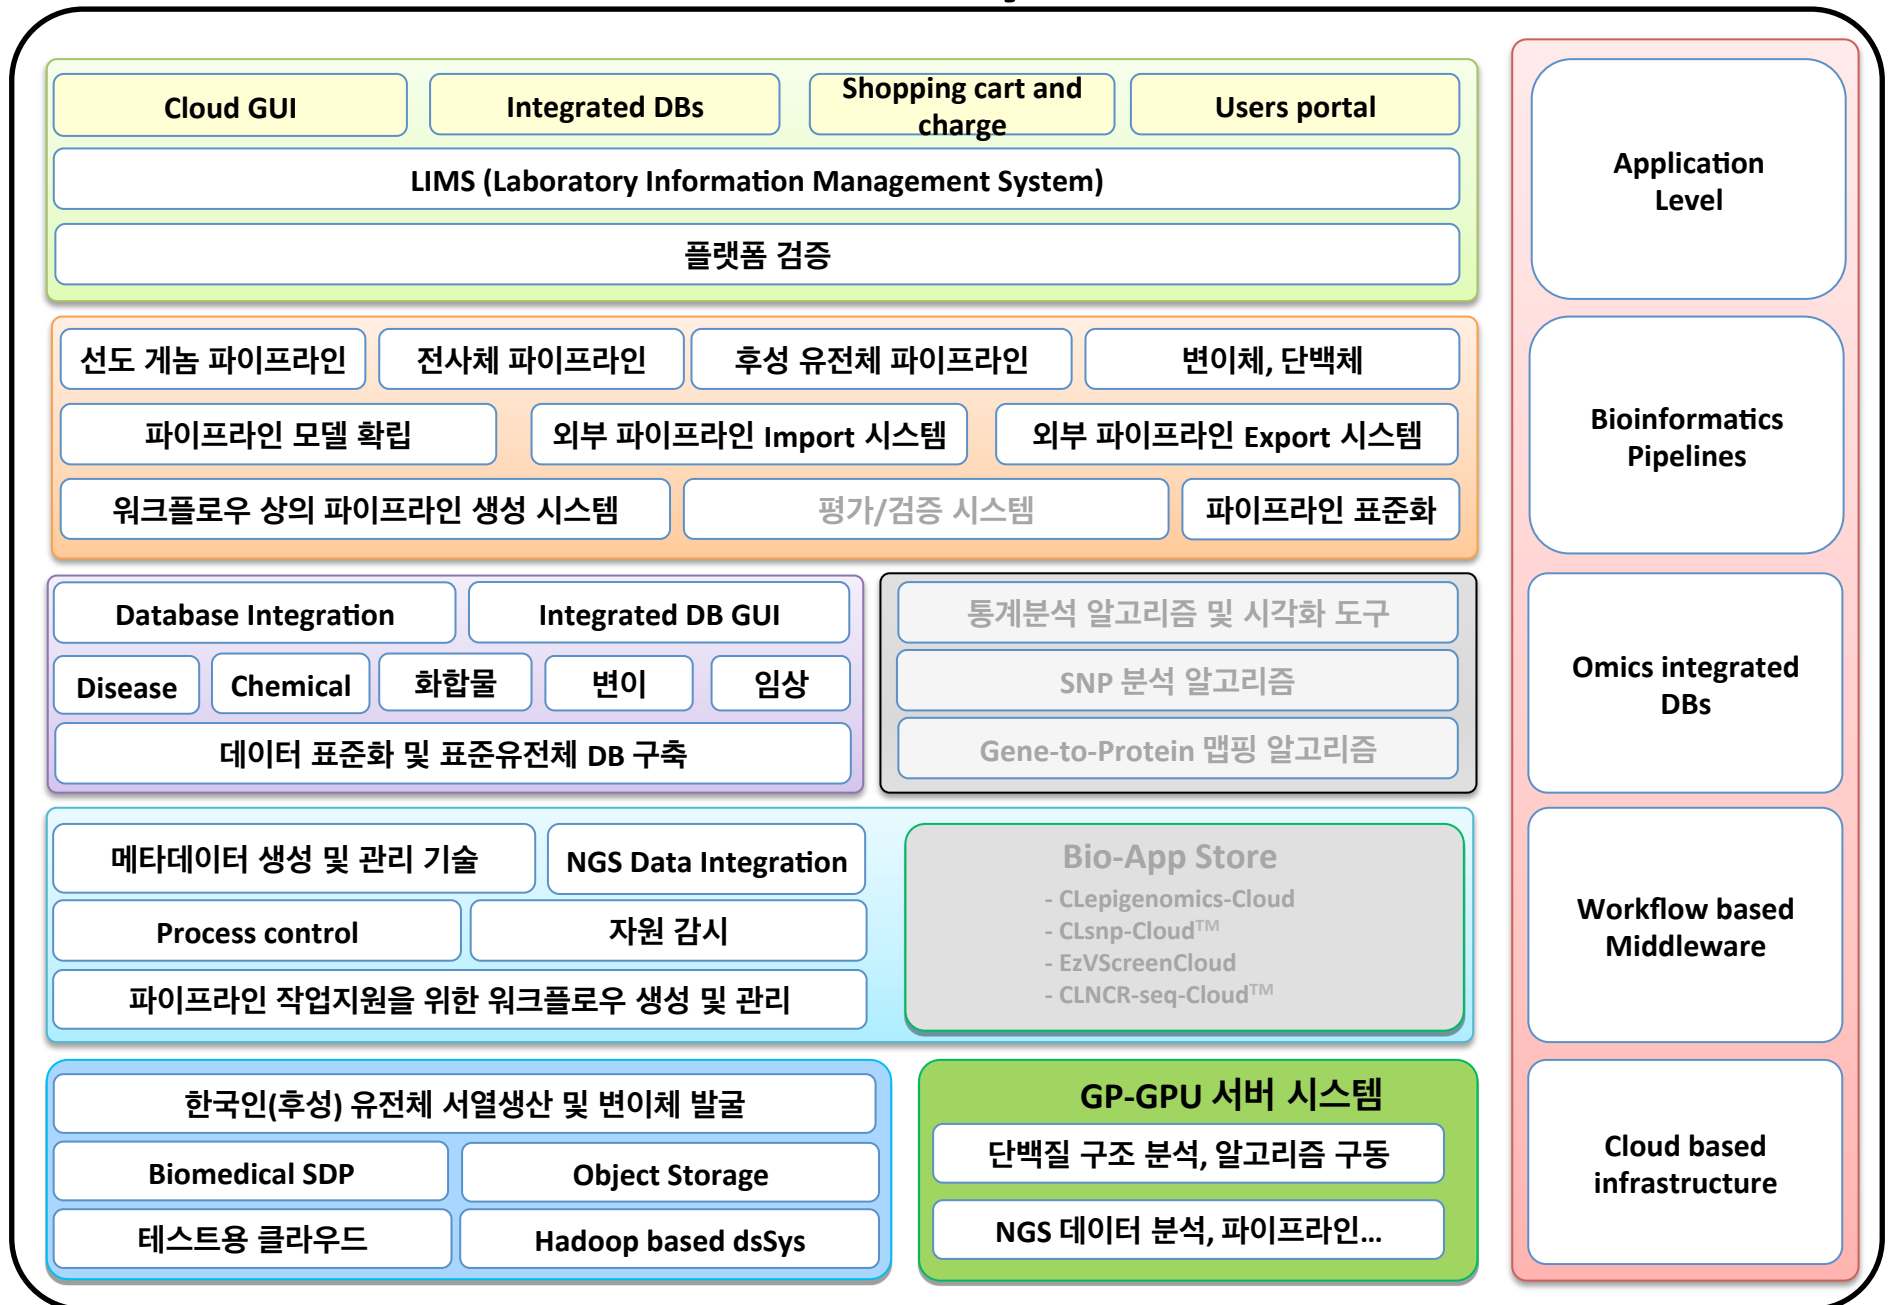 Cloud GUI
Integrated DBs
Shopping cart and
charge
Users portal
LIMS (Laboratory Information Management System)
플랫폼 검증
Application
Level
선도 게놈 파이프라인
전사체 파이프라인
후성 유전체 파이프라인
변이체, 단백체
파이프라인 모델 확립
외부 파이프라인 Import 시스템
외부 파이프라인 Export 시스템
워크플로우 상의 파이프라인 생성 시스템
평가/검증 시스템
파이프라인 표준화
Bioinformatics
Pipelines
Database Integration
Integrated DB GUI
Disease
Chemical
화합물
변이
임상
데이터 표준화 및 표준유전체 DB 구축
통계분석 알고리즘 및 시각화 도구
SNP 분석 알고리즘
Gene-to-Protein 맵핑 알고리즘
Omics integrated
DBs
메타데이터 생성 및 관리 기술
NGS Data Integration
Process control
자원 감시
파이프라인 작업지원을 위한 워크플로우 생성 및 관리
Bio-App Store
- CLepigenomics-Cloud
- CLsnp-Cloud™
- EzVScreenCloud
- CLNCR-seq-Cloud™
Workflow based
Middleware
한국인(후성) 유전체 서열생산 및 변이체 발굴
Biomedical SDP
Object Storage
테스트용 클라우드
Hadoop based dsSys
GP-GPU 서버 시스템
단백질 구조 분석, 알고리즘 구동
NGS 데이터 분석, 파이프라인...
Cloud based
infrastructure